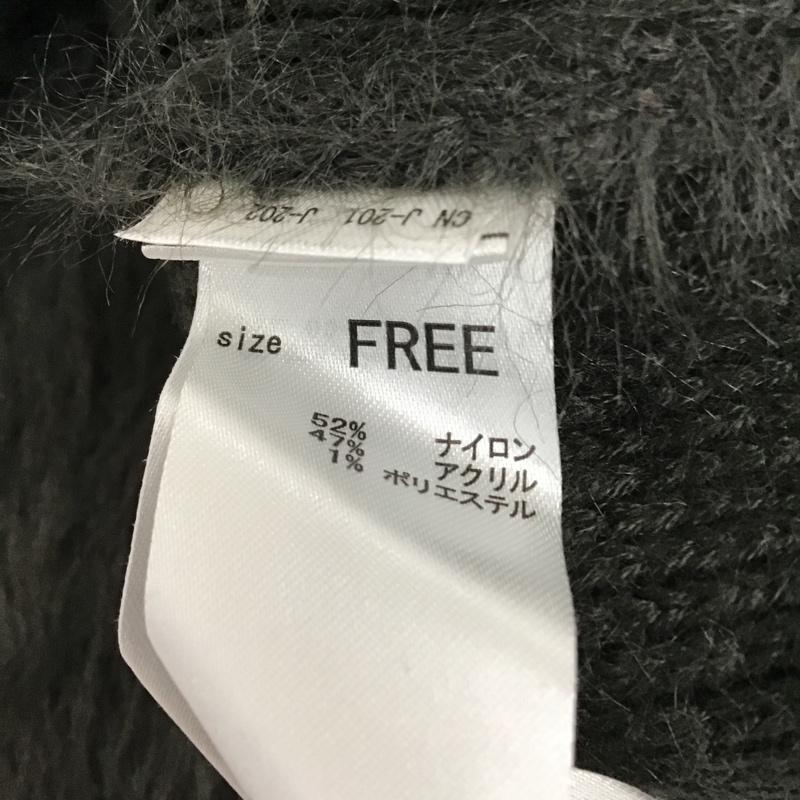 CN J-201 J-202
size FREE
52% ナイロン
47% アクリル
1% ポリエステル